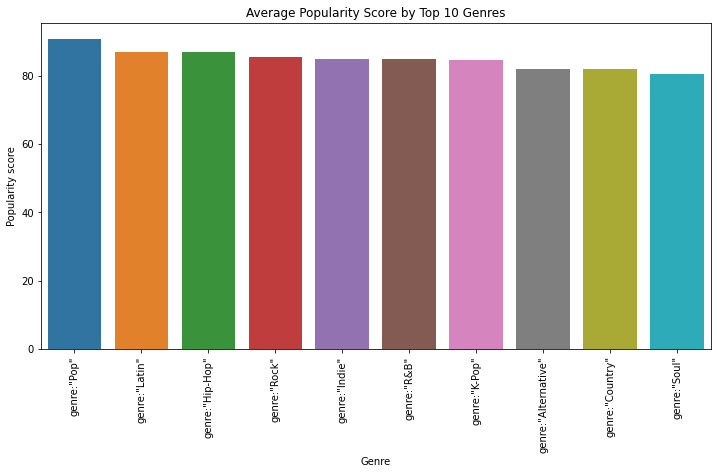 Average Popularity Score by Top 10 Genres
Popularity score
80
60
40
20
0
genre:"Pop"
genre:"Latin"
genre:"Hip-Hop"
genre:"Rock"
genre:"Indie"
genre:"R&B"
genre:"K-Pop"
genre:"Alternative"
genre:"Country"
genre:"Soul"
Genre